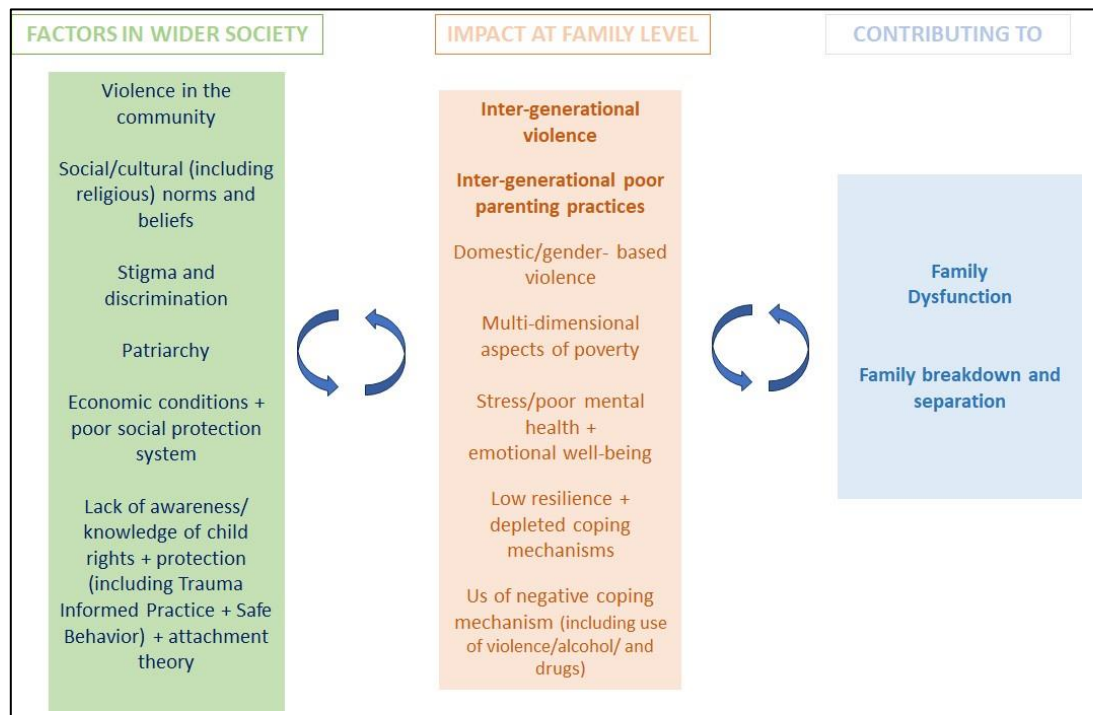 FACTORS IN WIDER SOCIETY
Violence in the
community
Social/cultural (including
religious) norms and
beliefs
Stigma and
discrimination
Patriarchy
Economic conditions +
poor social protection
system
Lack of awareness/
knowledge of child
rights + protection
(including Trauma
Informed Practice + Safe
Behavior) + attachment
theory
IMPACT AT FAMILY LEVEL
Inter-generational
violence
Inter-generational poor
parenting practices
Domestic/gender- based
violence
Multi-dimensional
aspects of poverty
Stress/poor mental
health +
emotional well-being
Low resilience +
depleted coping
mechanisms
Us of negative coping
mechanism (including use
of violence/alcohol/ and
drugs)
CONTRIBUTING TO
Family
Dysfunction
Family breakdown and
separation